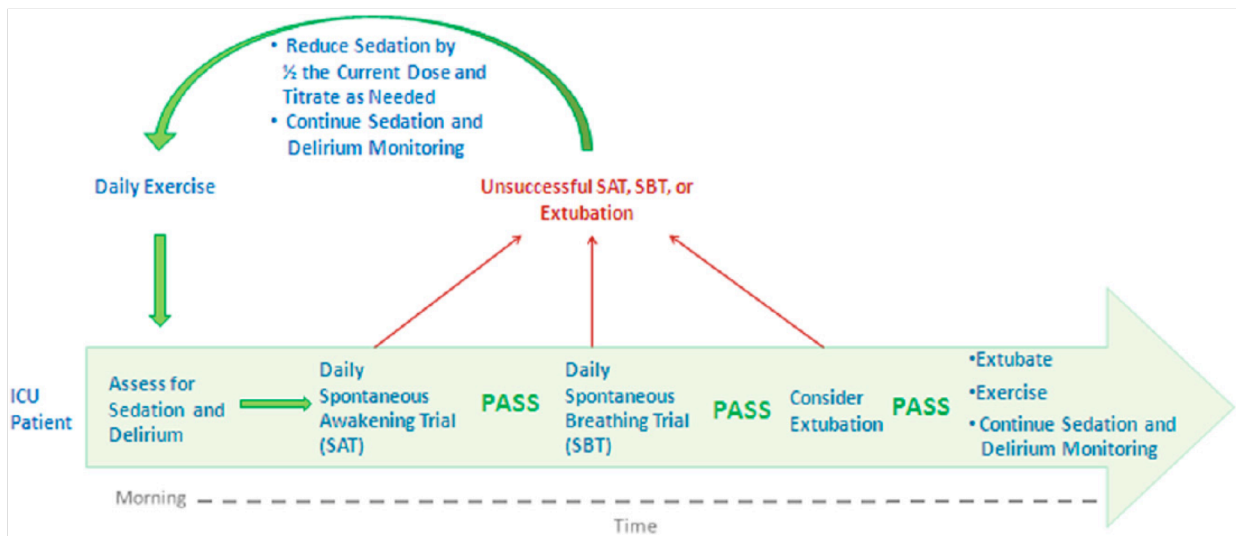 • Reduce Sedation by
½ the Current Dose and
Titrate as Needed
• Continue Sedation and
Delirium Monitoring
Daily Exercise
Unsuccessful SAT, SBT, or
Extubation
ICU
Patient
Assess for
Sedation and
Delirium
Daily
Spontaneous
Awakening Trial
(SAT)
PASS
Daily
Spontaneous
Breathing Trial
(SBT)
PASS
Consider
Extubation
PASS
•Extubate
•Exercise
• Continue Sedation and
Delirium Monitoring
Morning
Time